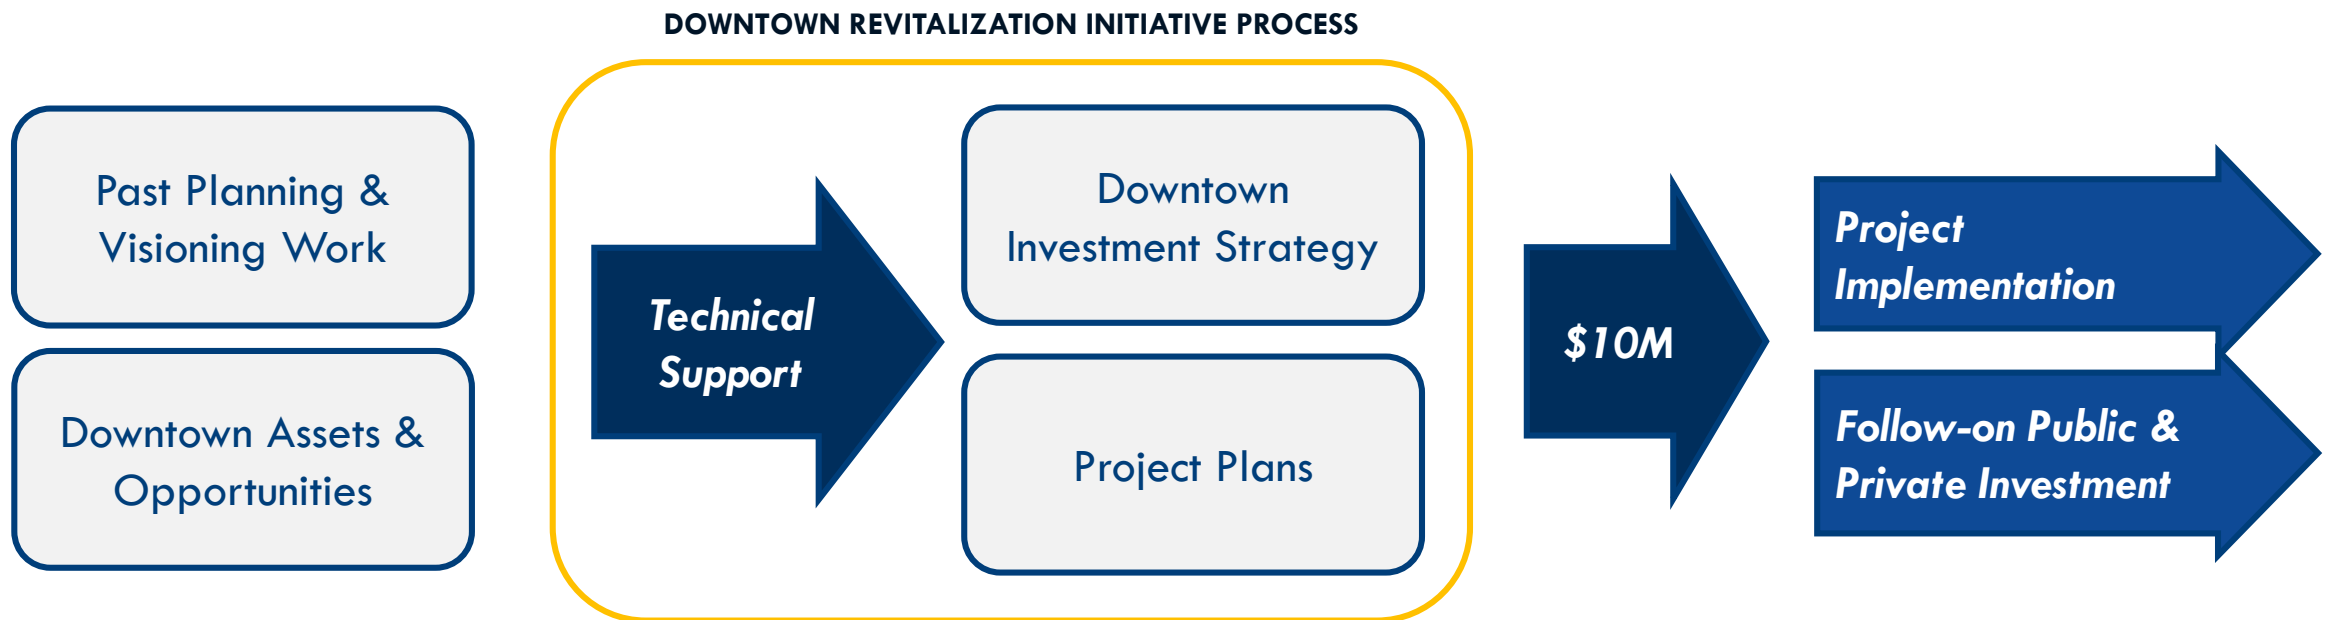 DOWNTOWN REVITALIZATION INITIATIVE PROCESS
Past Planning &
Visioning Work
Downtown Assets &
Opportunities
Technical
Support
Downtown
Investment Strategy
Project Plans
$10M
Project
Implementation
Follow-on Public &
Private Investment